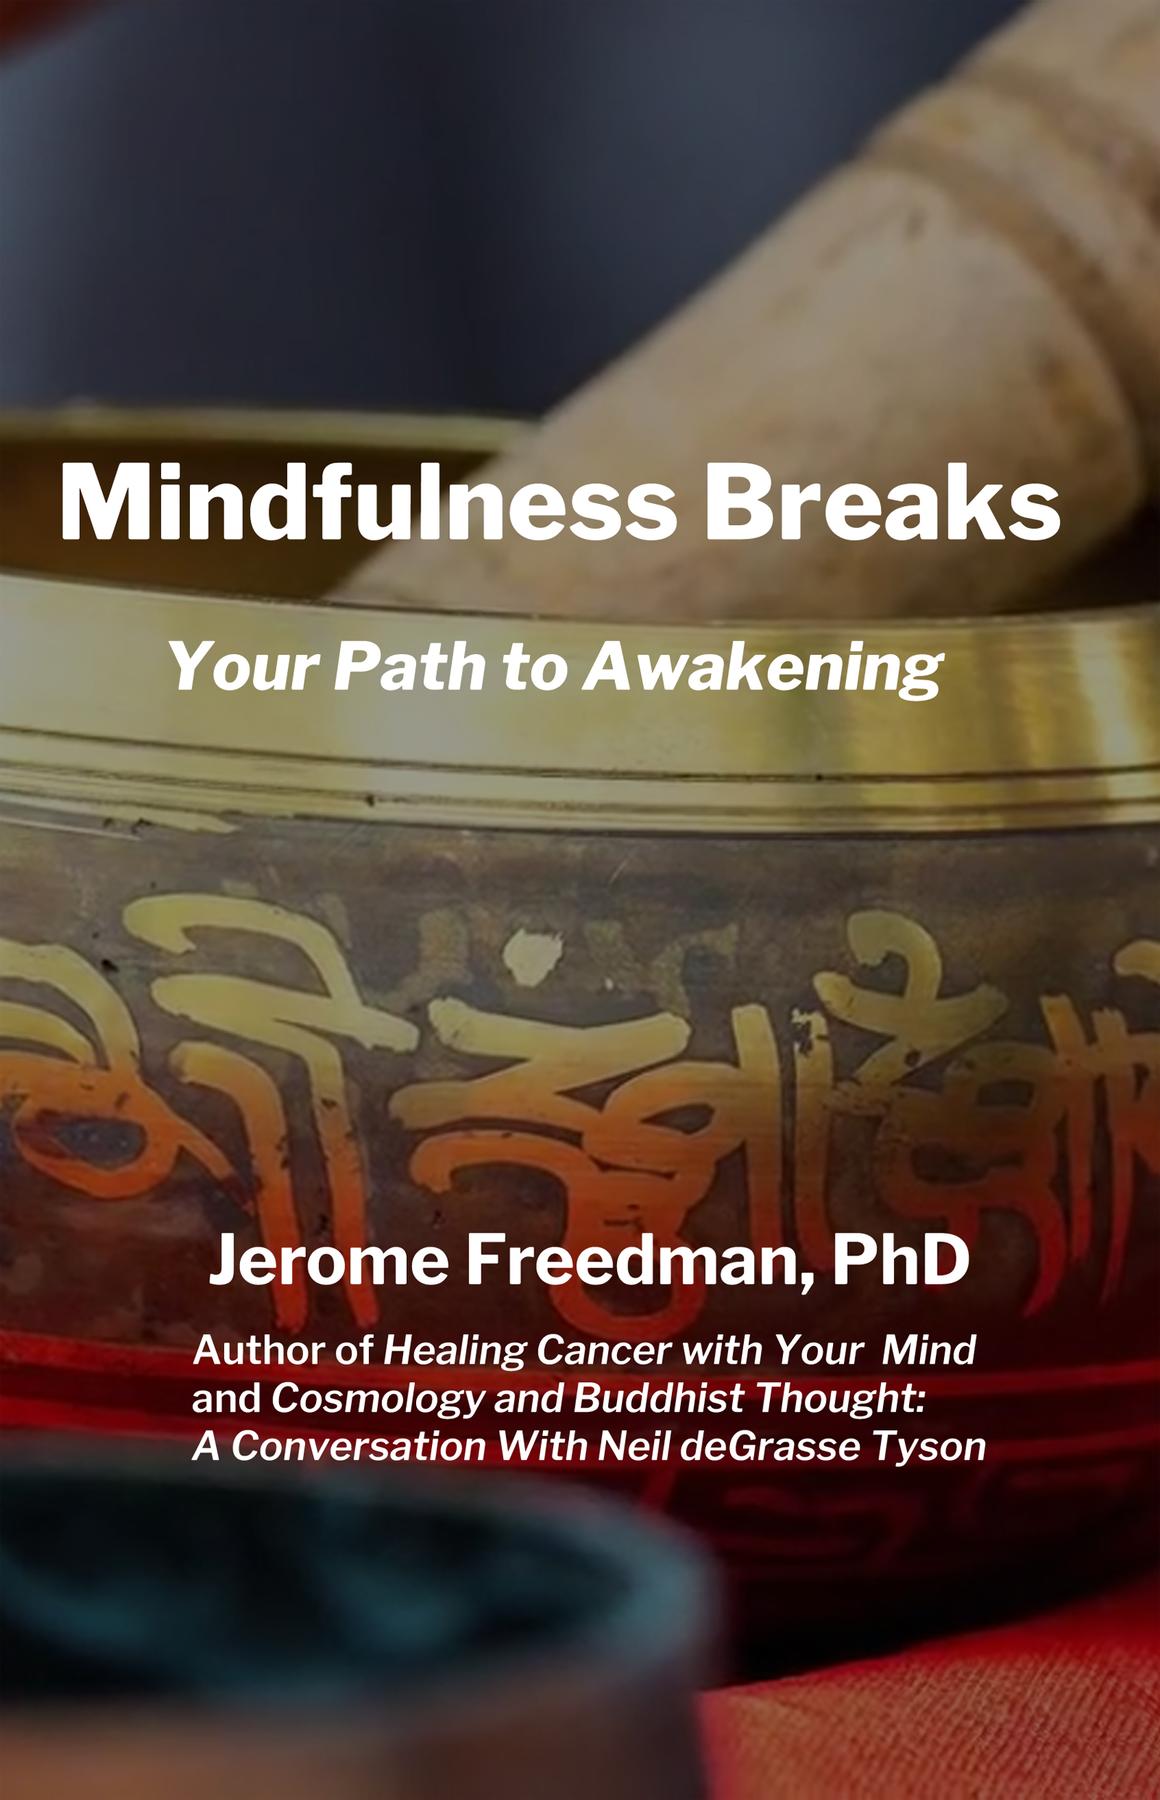 Mindfulness Breaks
Your Path to Awakening
Jerome Freedman, PhD
Author of Healing Cancer with Your Mind
and Cosmology and Buddhist Thought:
A Conversation With Neil deGrasse Tyson